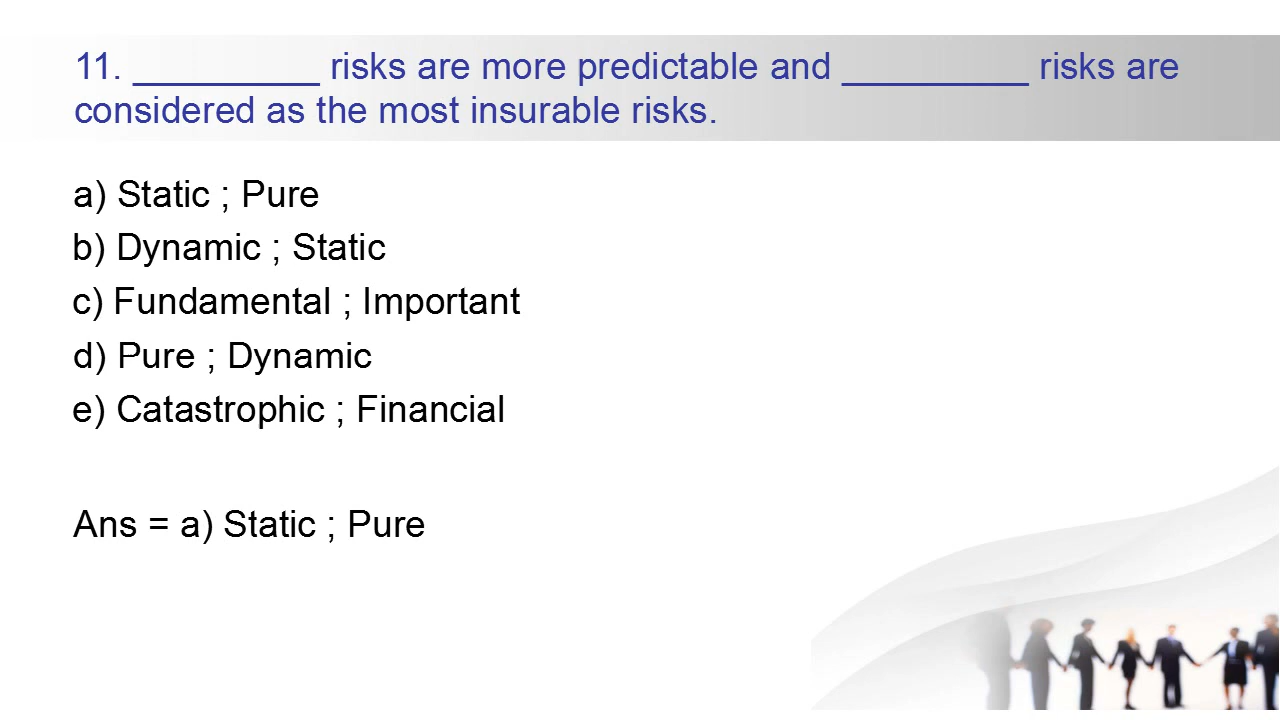 11. _________ risks are more predictable and _________ risks are
considered as the most insurable risks.
a) Static ; Pure
b) Dynamic ; Static
c) Fundamental ; Important
d) Pure ; Dynamic
e) Catastrophic ; Financial
Ans = a) Static ; Pure